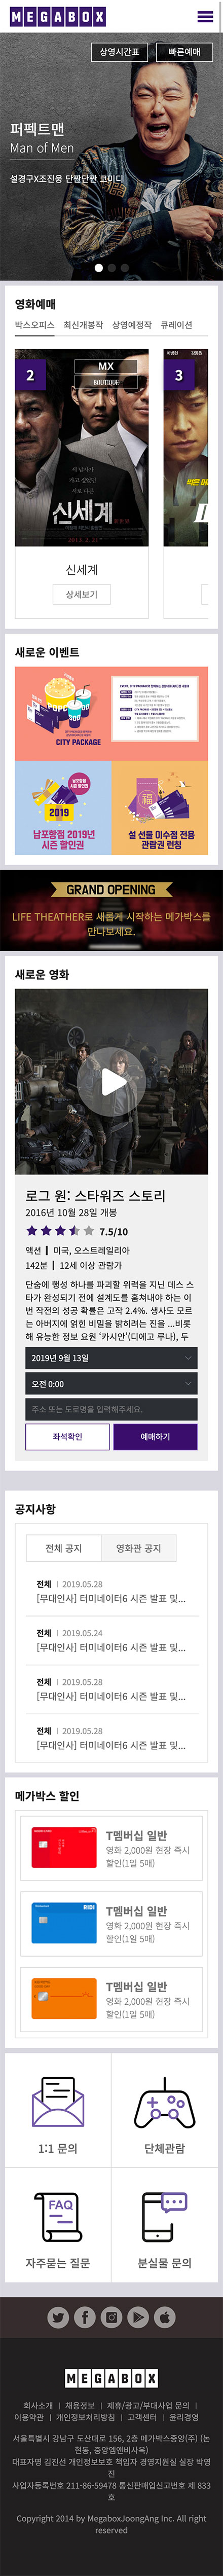 MEGABOX
상영시간표 빠른예매
퍼펙트맨
Man of Men
설경구X조진웅 단짠단짠 코미디
영화예매
박스오피스 최신개봉작 상영예정작 큐레이션
2
MX
BOUTIQUE
3
신세계
2013. 2. 21
신세계
상세보기
새로운 이벤트
CITY PACKAGE
CITY PACKAGE
2019
남포항점 2019년
시즌 할인권
설 선물 이수점 전용
관람권 런칭
GRAND OPENING
LIFE THEATHER로 새롭게 시작하는 메가박스를
만나보세요.
새로운 영화
로그 원: 스타워즈 스토리
2016년 10월 28일 개봉
7.5/10
액션 | 미국, 오스트레일리아
142분 | 12세 이상 관람가
단숨에 행성 하나를 파괴할 위력을 지닌 데스 스
타가 완성되기 전에 설계도를 훔쳐내야 하는 이
번 작전의 성공 확률은 고작 2.4%. 생사도 모르
는 아버지에 얽힌 비밀을 밝히려는 진을 ...비롯
해 유능한 정보 요원 '카시안'(디에고 루나), 두
2019년 9월 13일
오전 0:00
주소 또는 도로명을 입력해주세요.
좌석확인 예매하기
공지사항
전체 공지 영화관 공지
전체 | 2019.05.28
[무대인사] 터미네이터6 시즌 발표 및...
전체 | 2019.05.24
[무대인사] 터미네이터6 시즌 발표 및...
전체 | 2019.05.28
[무대인사] 터미네이터6 시즌 발표 및...
전체 | 2019.05.28
[무대인사] 터미네이터6 시즌 발표 및...
메가박스 할인
T멤버십 일반
영화 2,000원 현장 즉시
할인(1일 5매)
RIDI
T멤버십 일반
영화 2,000원 현장 즉시
할인(1일 5매)
T멤버십 일반
영화 2,000원 현장 즉시
할인(1일 5매)
1:1 문의
단체관람
FAQ
자주묻는 질문
분실물 문의
MEGABOX
회사소개 | 채용정보 | 제휴/광고/부대사업 문의 |
이용약관 | 개인정보처리방침 | 고객센터 | 윤리경영
서울특별시 강남구 도산대로 156, 2층 메가박스중앙(주) (논
현동, 중앙엠앤비사옥)
대표자명 김진선 개인정보보호 책임자 경영지원실 실장 박영
진
사업자등록번호 211-86-59478 통신판매업신고번호 제 833
호
Copyright 2014 by MegaboxJoongAng Inc. All right
reserved